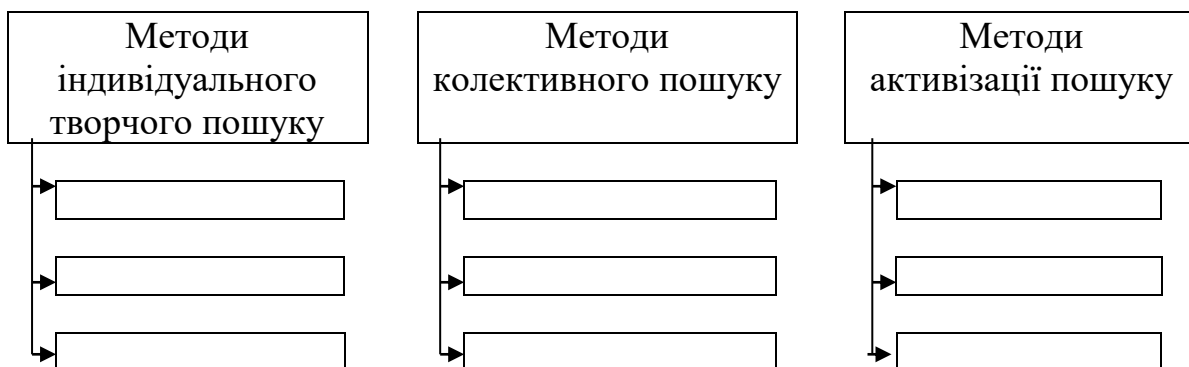 Методи
індивідуального
творчого пошуку
Методи
колективного пошуку
Методи
активізації пошуку